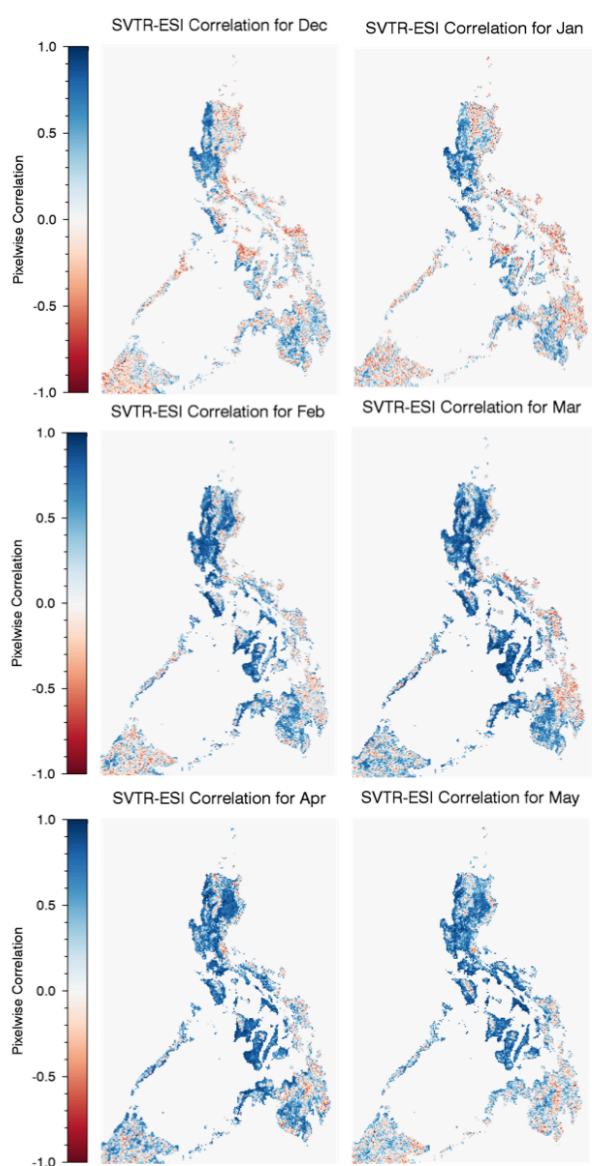 SVTR-ESI Correlation for Dec
SVTR-ESI Correlation for Jan
1.0
0.5
0.0
-0.5
-1.0
Pixelwise Correlation
SVTR-ESI Correlation for Feb
SVTR-ESI Correlation for Mar
1.0
0.5
0.0
-0.5
-1.0
Pixelwise Correlation
SVTR-ESI Correlation for Apr
SVTR-ESI Correlation for May
1.0
0.5
0.0
-0.5
-1.0
Pixelwise Correlation